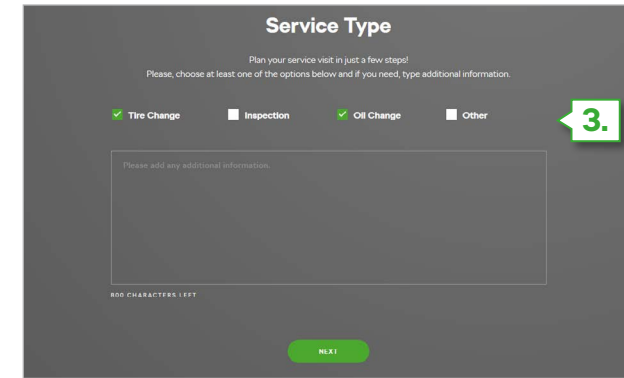 Service Type
Plan your service visit in just a few steps!
Please, choose at least one of the options below and if you need, type additional information.
Tire Change Inspection Oil Change Other
3.
Please add any additional information.
800 CHARACTERS LEFT
NEXT